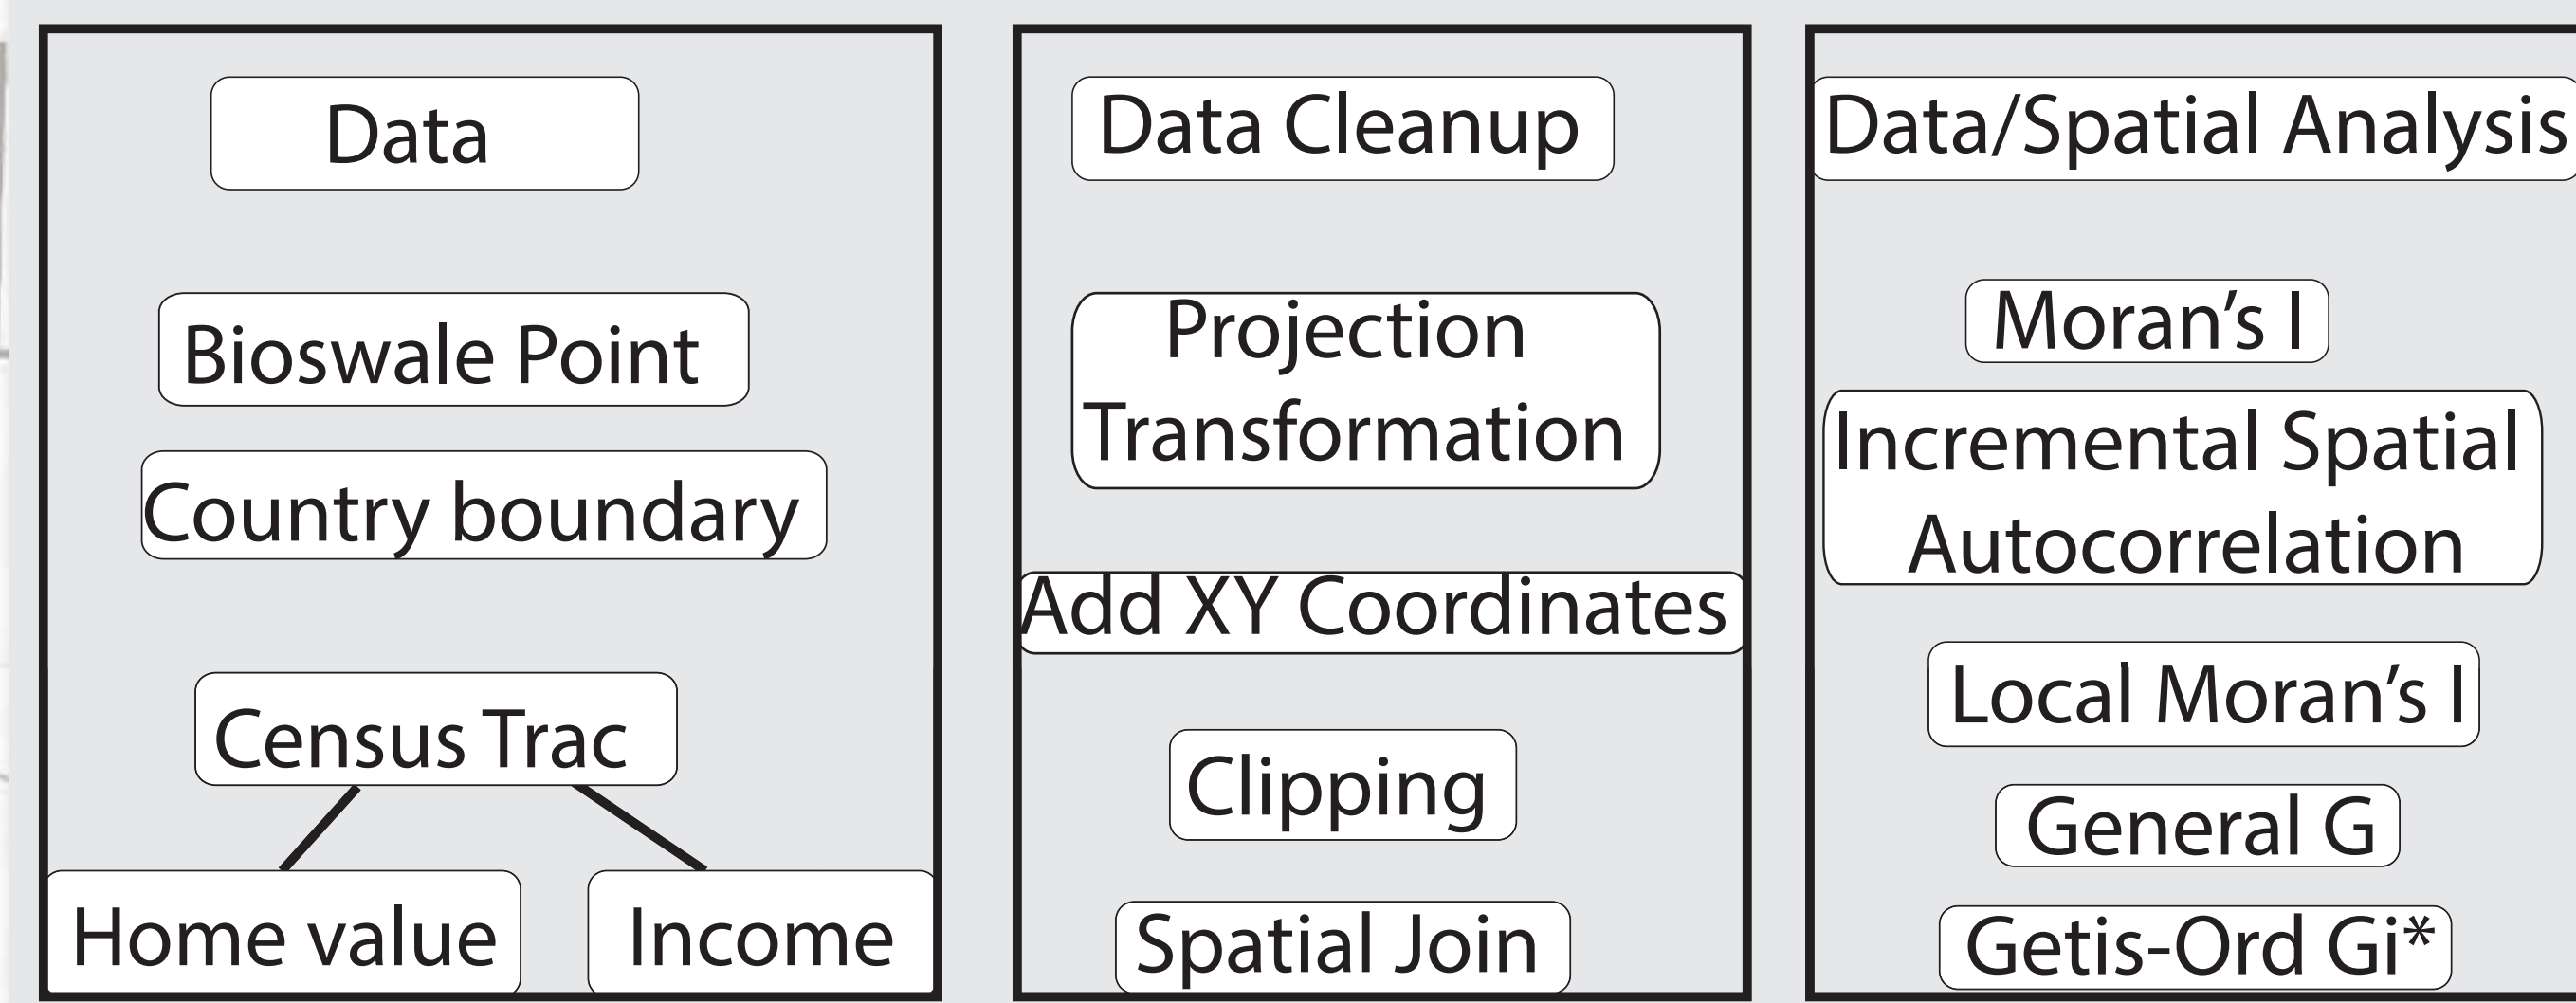 Data
Bioswale Point
Country boundary
Census Trac
Home value
Income
Data Cleanup
Projection
Transformation
Add XY Coordinates
Clipping
Spatial Join
Data/Spatial Analysis
Moran’s I
Incremental Spatial
Autocorrelation
Local Moran’s I
General G
Getis-Ord Gi*